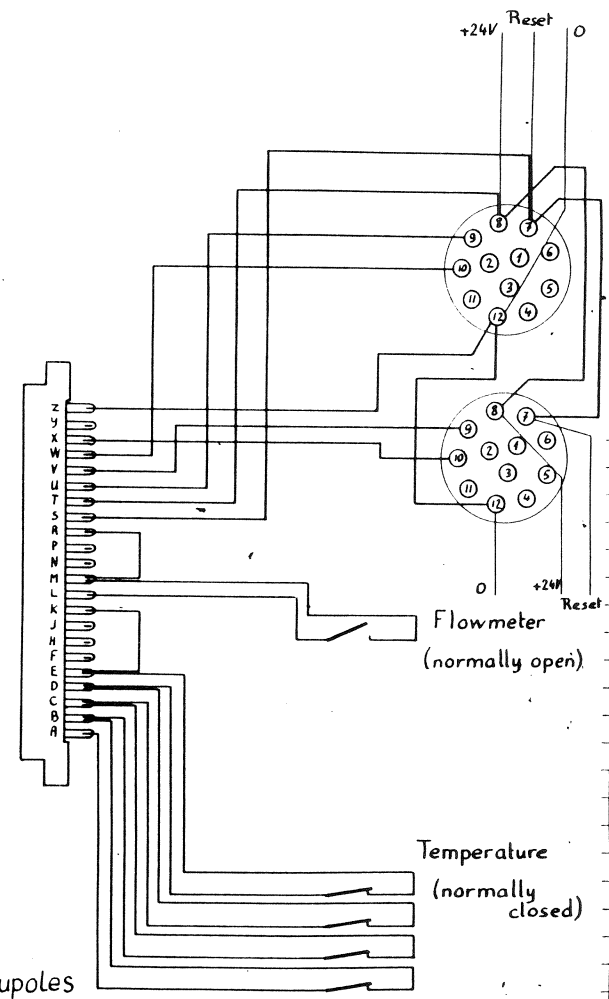 Reset
+24V
0
8
7
9
6
10
2
1
3
5
11
4
12
Z
Y
X
W
V
U
T
S
R
P
N
M
L
K
J
H
F
E
D
C
B
A
8
7
9
6
1
2
10
5
3
11
4
12
0
+24V
Reset
Flowmeter
(normally open)
Temperature
(normally
closed)
upoles